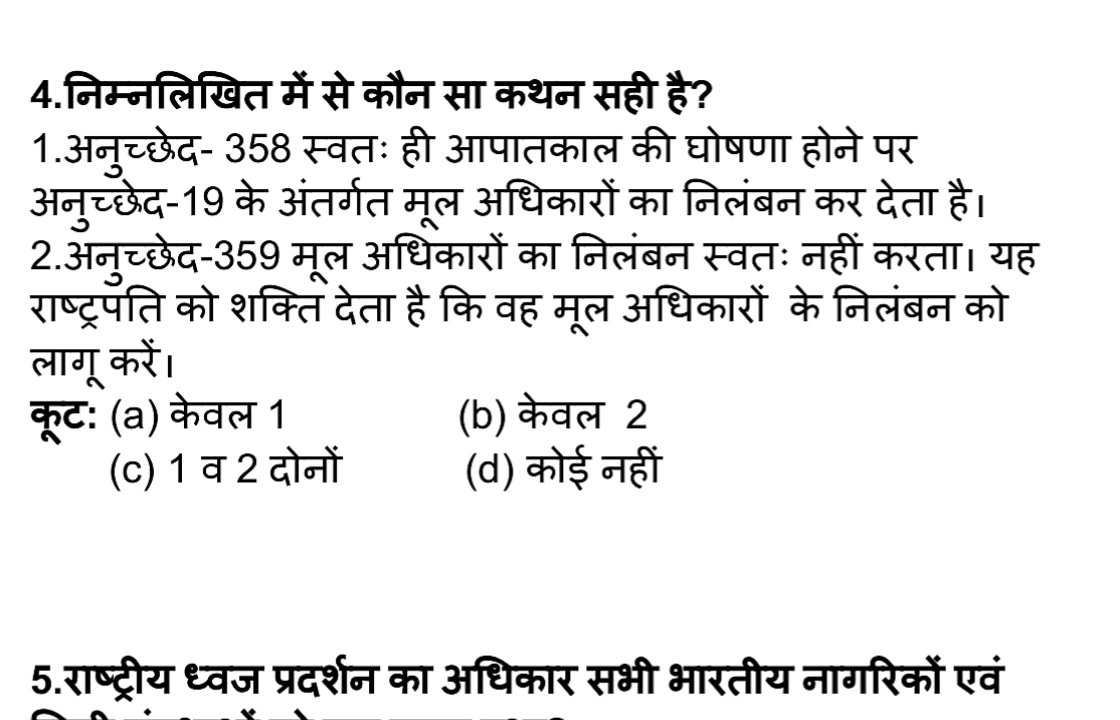 4.निम्नलिखित में से कौन सा कथन सही है?
1.अनुच्छेद- 358 स्वतः ही आपातकाल की घोषणा होने पर
अनुच्छेद-19 के अंतर्गत मूल अधिकारों का निलंबन कर देता है।
2.अनुच्छेद-359 मूल अधिकारों का निलंबन स्वतः नहीं करता। यह
राष्ट्रपति को शक्ति देता है कि वह मूल अधिकारों के निलंबन को
लागू करें।
कूट: (a) केवल 1 (b) केवल 2
(c) 1 व 2 दोनों (d) कोई नहीं
5.राष्ट्रीय ध्वज प्रदर्शन का अधिकार सभी भारतीय नागरिकों एवं